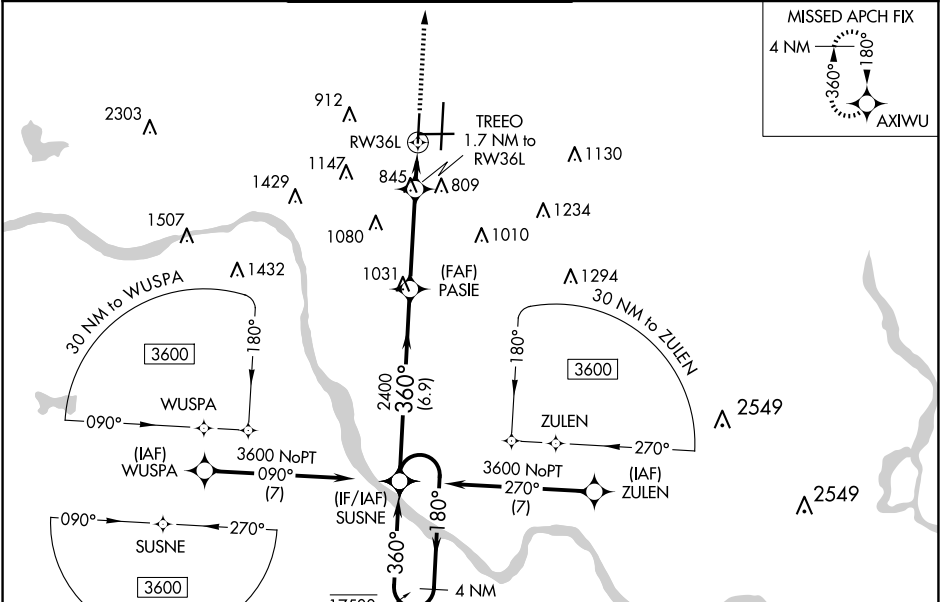 MISSED APCH FIX
4 NM
180°
360°
AXIWU
2303
912
RW36L
TREEO
1.7 NM to
RW36L
1130
1147
845
809
1429
1234
1507
1080
1010
1432
1031
(FAF)
PASIE
1294
30 NM to WUSPA
180°
3600
30 NM to ZULEN
180°
3600
2400
360°
(6.9)
WUSPA
090°
ZULEN
270°
2549
(IAF)
WUSPA
3600 NoPT
090°
(7)
3600 NoPT
270°
(7)
(IAF)
ZULEN
(IF/IAF)
SUSNE
2549
090°
270°
SUSNE
360°
180°
3600
4 NM